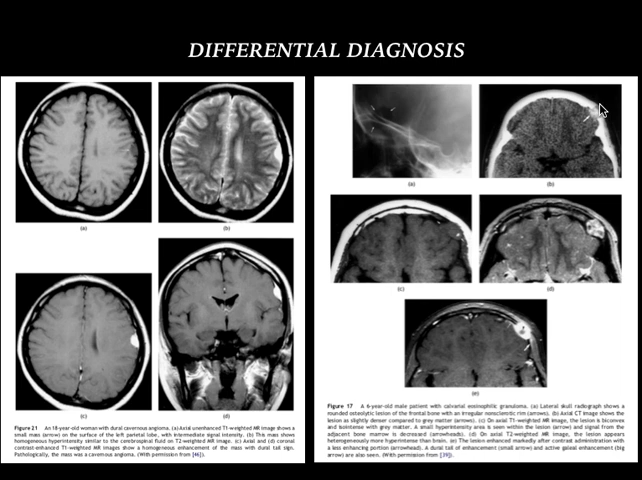 DIFFERENTIAL DIAGNOSIS
(a)
(b)
(c)
(d)
Figure 21 An 18-year-old woman with dural cavernous angioma. (a) Axial unenhanced T1-weighted MR image shows a
small mass (arrow) on the surface of the left parietal lobe, with intermediate signal intensity. (b) This mass shows
homogeneous hyperintensity similar to the cerebrospinal fluid on T2-weighted MR image. (c) Axial and (d) coronal
contrast-enhanced T1-weighted MR images show a homogeneous enhancement of the mass with dural tail sign.
Pathologically, the mass was a cavernous angioma. (With permission from [46]).
(a)
(b)
(c)
(d)
(e)
Figure 17 A 6-year-old male patient with calvarial eosinophilic granuloma. (a) Lateral skull radiograph shows a
rounded osteolytic lesion of the frontal bone with an irregular nonsclerotic rim (arrows). (b) Axial CT image shows the
lesion as slightly denser compared to grey matter (arrows). (c) On axial T1-weighted MR image, the lesion is biconvex
and isointense with grey matter. A small hyperintensity area is seen within the lesion (arrow) and signal from the
adjacent bone marrow is decreased (arrowheads). (d) On axial T2-weighted MR image, the lesion appears
heterogeneously more hyperintense than brain. (e) The lesion enhanced markedly after contrast administration with
a less enhancing portion (arrowhead). A dural tail of enhancement (small arrow) and active galeal enhancement (big
arrow) are also seen. (With permission from [39]).